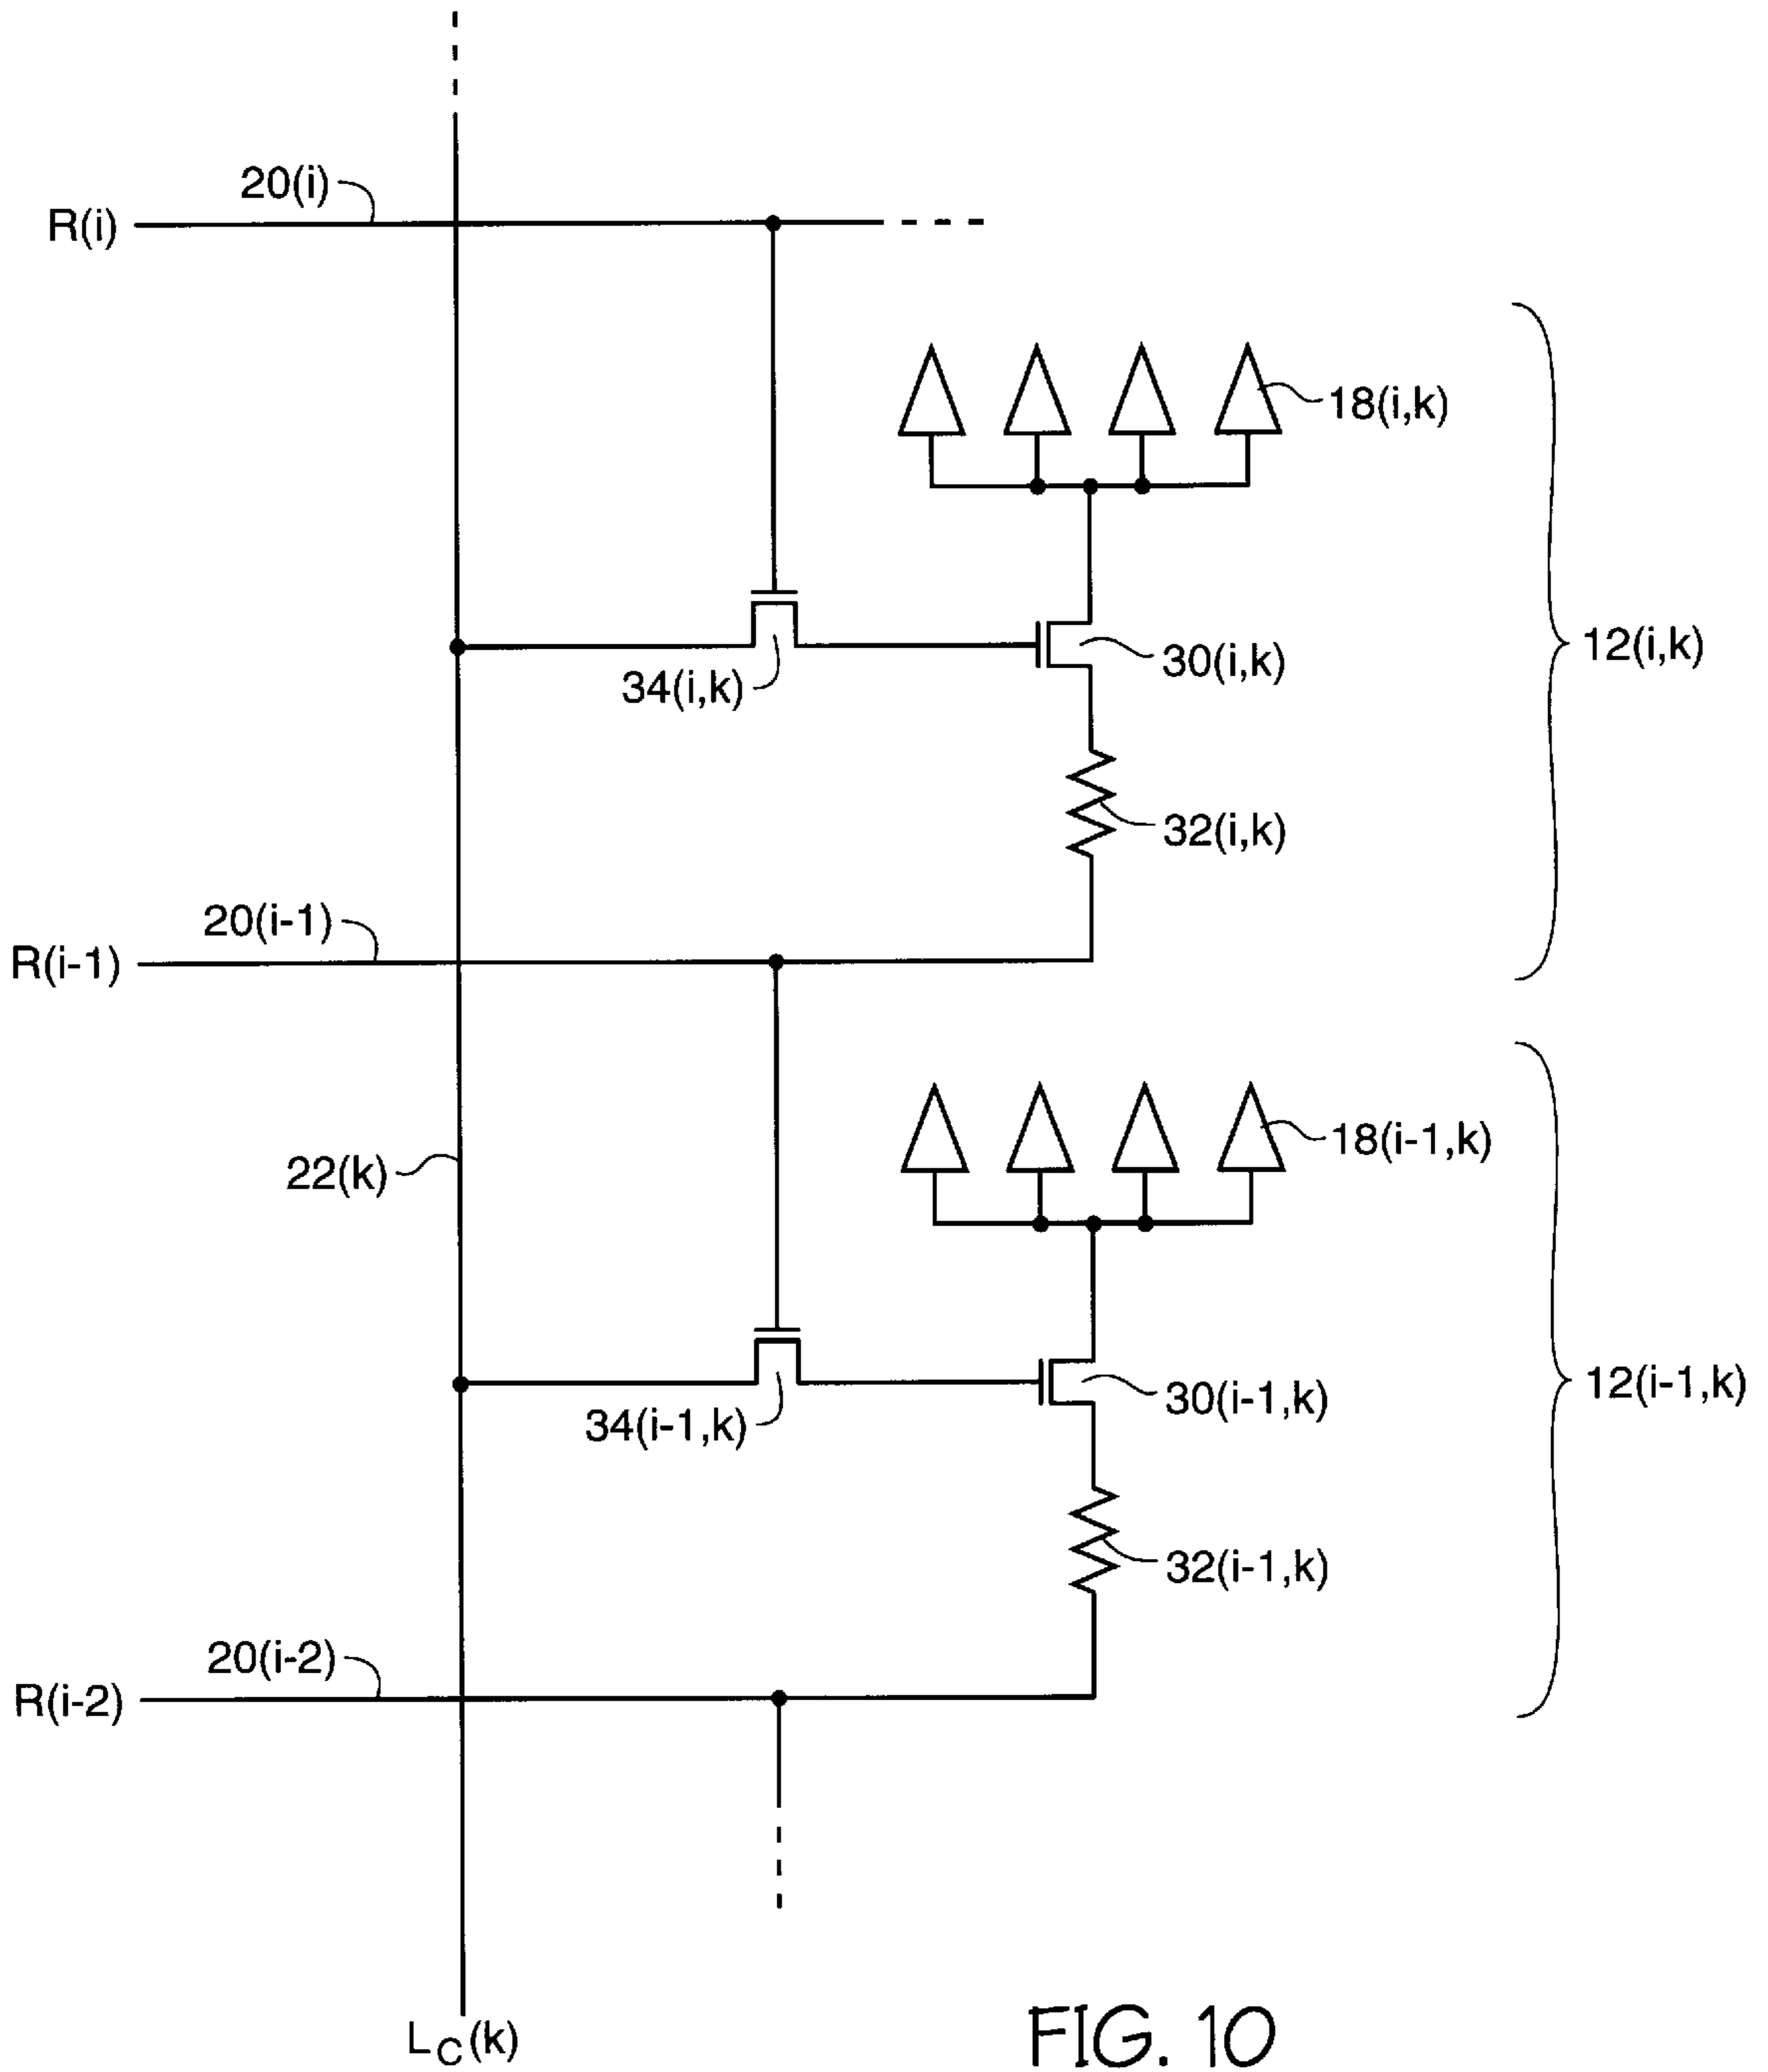 20(i)
R(i)
18(i,k)
30(i,k)
12(i,k)
34(i,k)
32(i,k)
20(i-1)
R(i-1)
18(i-1,k)
22(k)
30(i-1,k)
12(i-1,k)
34(i-1,k)
32(i-1,k)
20(i-2)
R(i-2)
LC(k)
FIG. 10